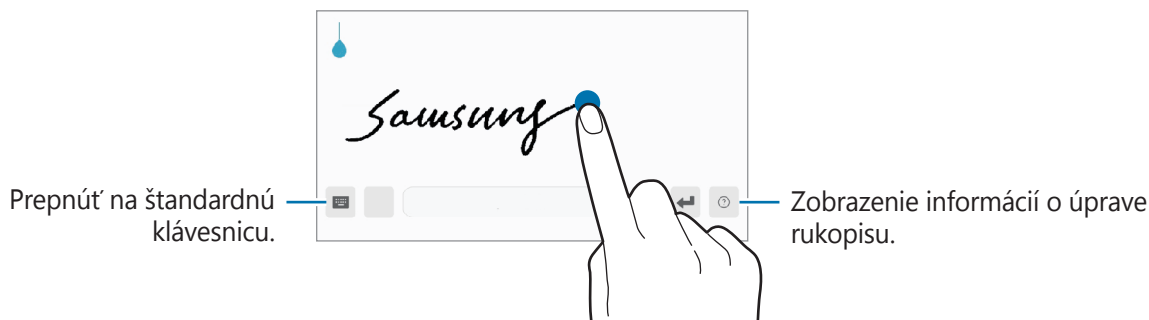 Samsung
Prepnúť na štandardnú
klávesnicu.
Zobrazenie informácií o úprave
rukopisu.